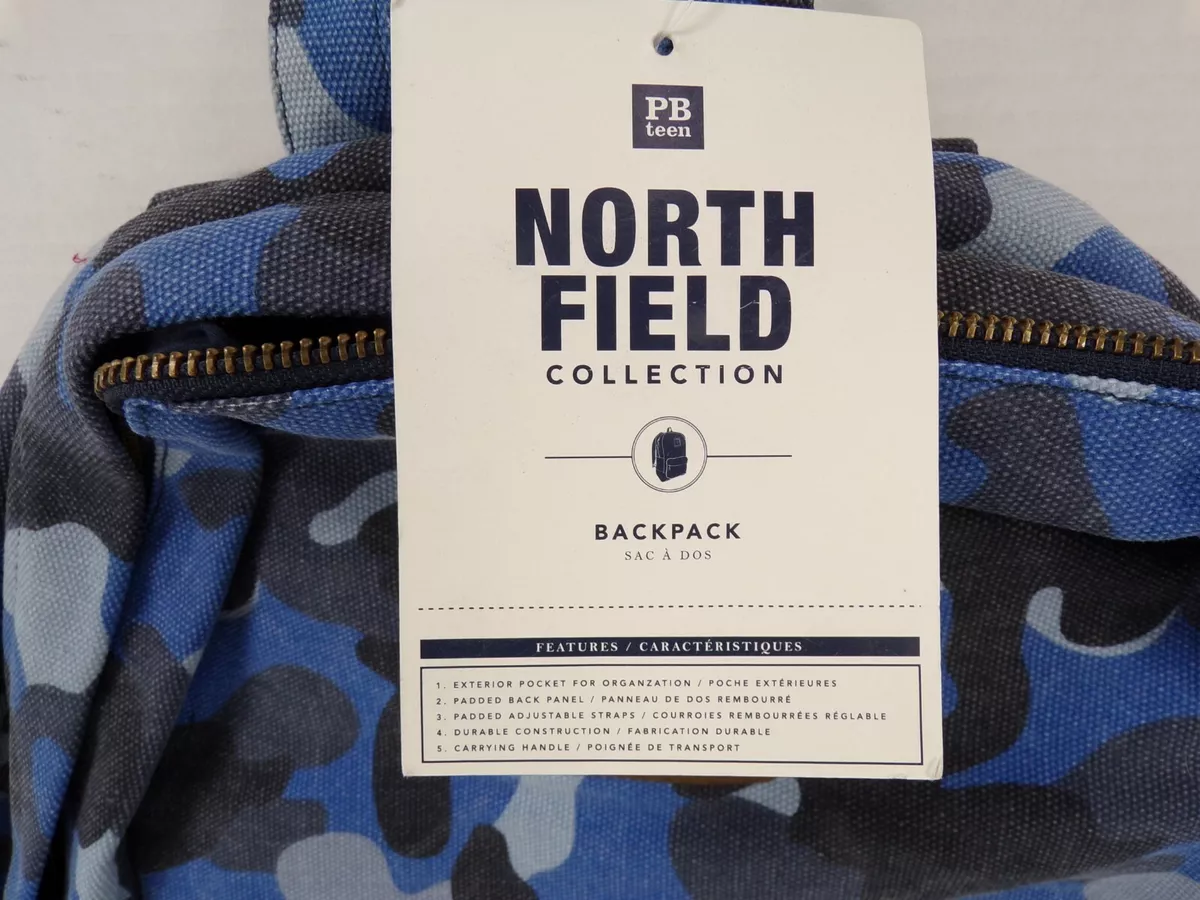 PB
teen
NORTH
FIELD
COLLECTION
BACKPACK
SAC À DOS
FEATURES / CARACTÉRISTIQUES
1. EXTERIOR POCKET FOR ORGANZATION / POCHE EXTÉRIEURES
2. PADDED BACK PANEL / PANNEAU DE DOS REMBOURRÉ
3. PADDED ADJUSTABLE STRAPS / COURROIES REMBOURRÉES RÉGLABLE
4. DURABLE CONSTRUCTION / FABRICATION DURABLE
5. CARRYING HANDLE / POIGNÉE DE TRANSPORT